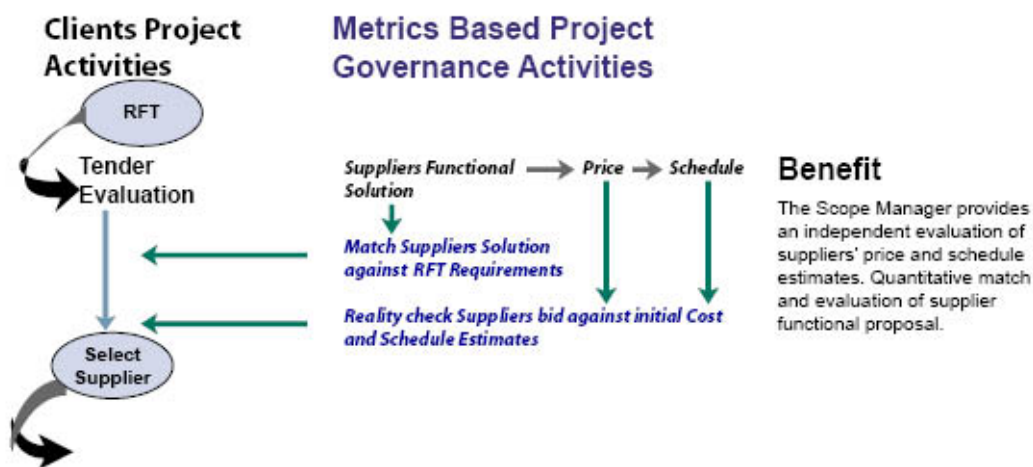 Clients Project
Activities
Metrics Based Project
Governance Activities
RFT
Tender
Evaluation
Suppliers Functional
Solution
Price
Schedule
Match Suppliers Solution
against RFT Requirements
Reality check Suppliers bid against initial Cost
and Schedule Estimates
Select
Supplier
Benefit
The Scope Manager provides
an independent evaluation of
suppliers' price and schedule
estimates. Quantitative match
and evaluation of supplier
functional proposal.